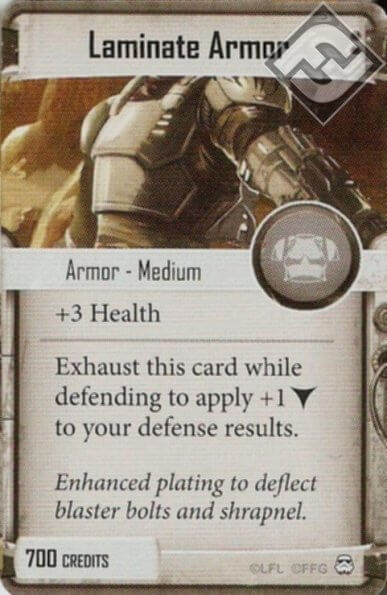 Laminate Armor
Armor - Medium
+3 Health
Exhaust this card while
defending to apply +1
to your defense results.
Enhanced plating to deflect
blaster bolts and shrapnel.
700 CREDITS
©LFL ©FFG